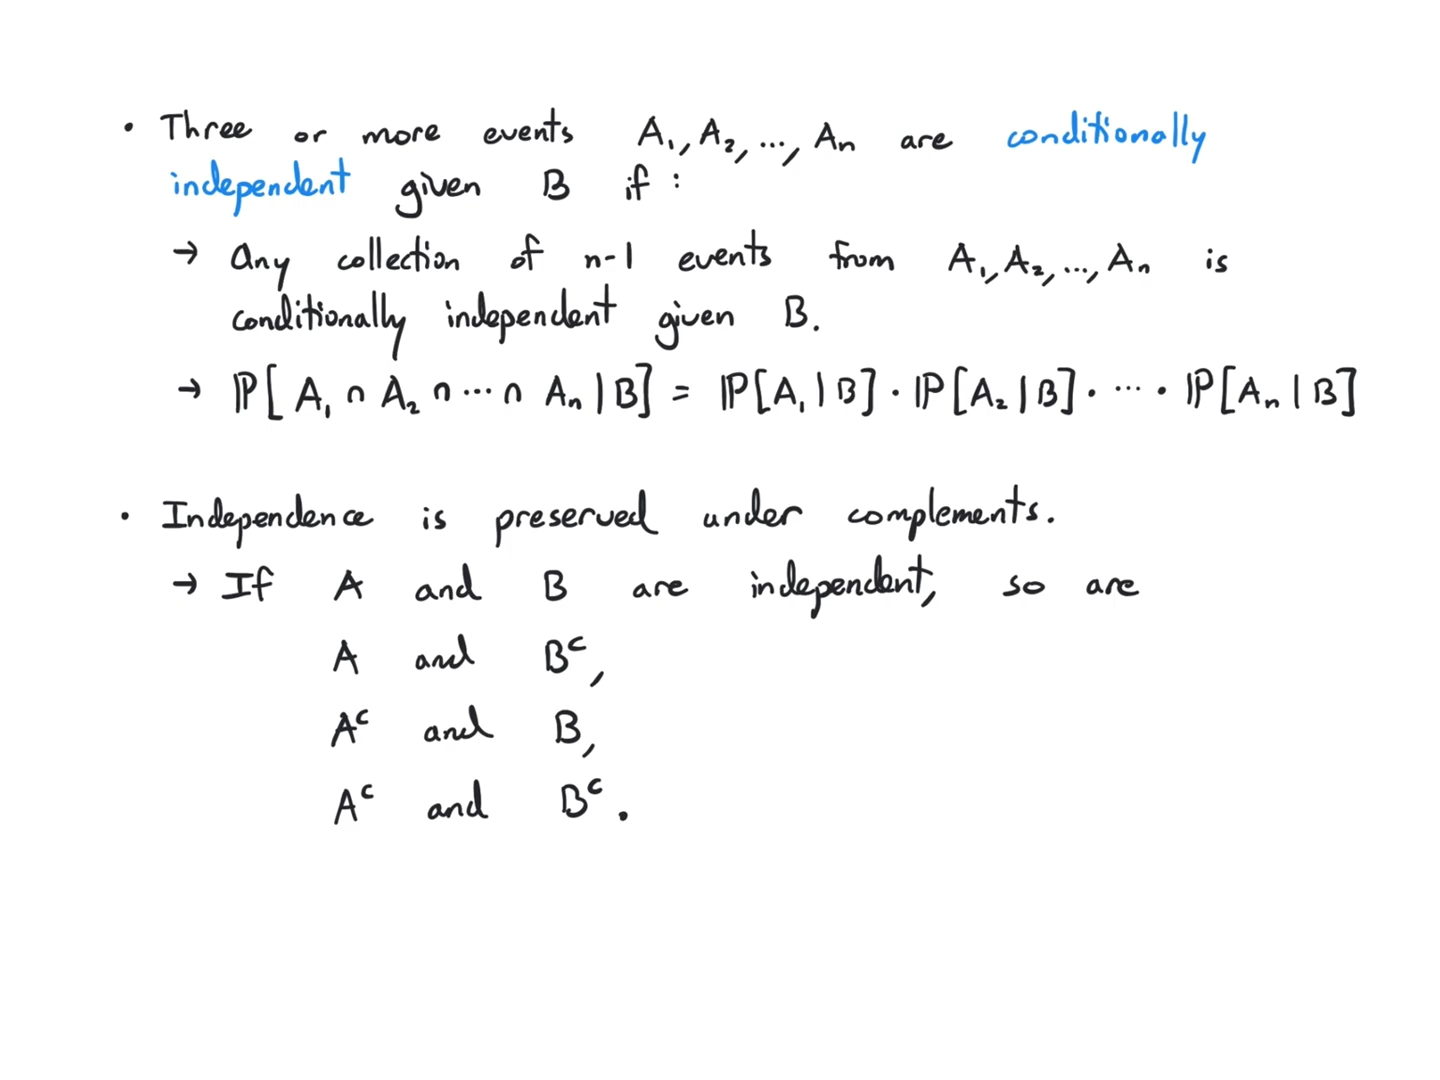 • Three or more events A₁, A₂, ..., Aₙ are conditionally
independent given B if :
→ Any collection of n-1 events from A₁, A₂, ..., Aₙ is
conditionally independent given B.
→ ℙ[A₁ ∩ A₂ ∩ ⋯ ∩ Aₙ | B] = ℙ[A₁ | B] · ℙ[A₂ | B] · ⋯ · ℙ[Aₙ | B]
• Independence is preserved under complements.
→ If A and B are independent, so are
A and Bᶜ,
Aᶜ and B,
Aᶜ and Bᶜ.